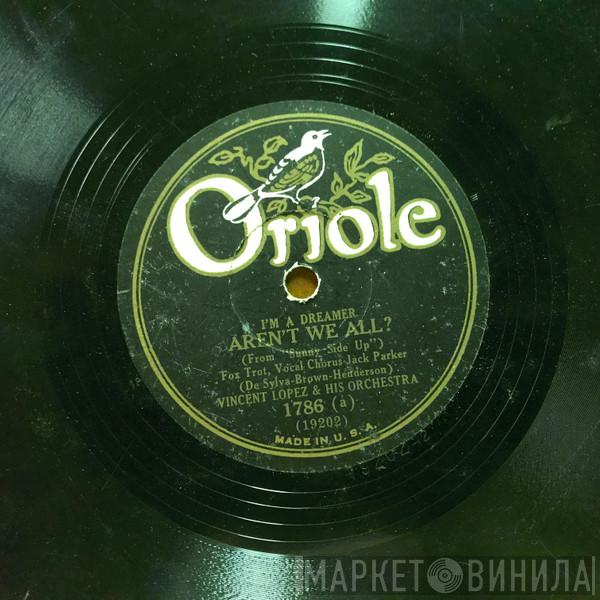 Oriole
I'M A DREAMER
AREN'T WE ALL?
(From "Sunny-Side Up")
Fox Trot, Vocal Chorus Jack Parker
(De Sylva-Brown-Henderson)
VINCENT LOPEZ & HIS ORCHESTRA
1786 (a)
(19202)
MADE IN U. S. A.
МАРКЕТ ВИНИЛА